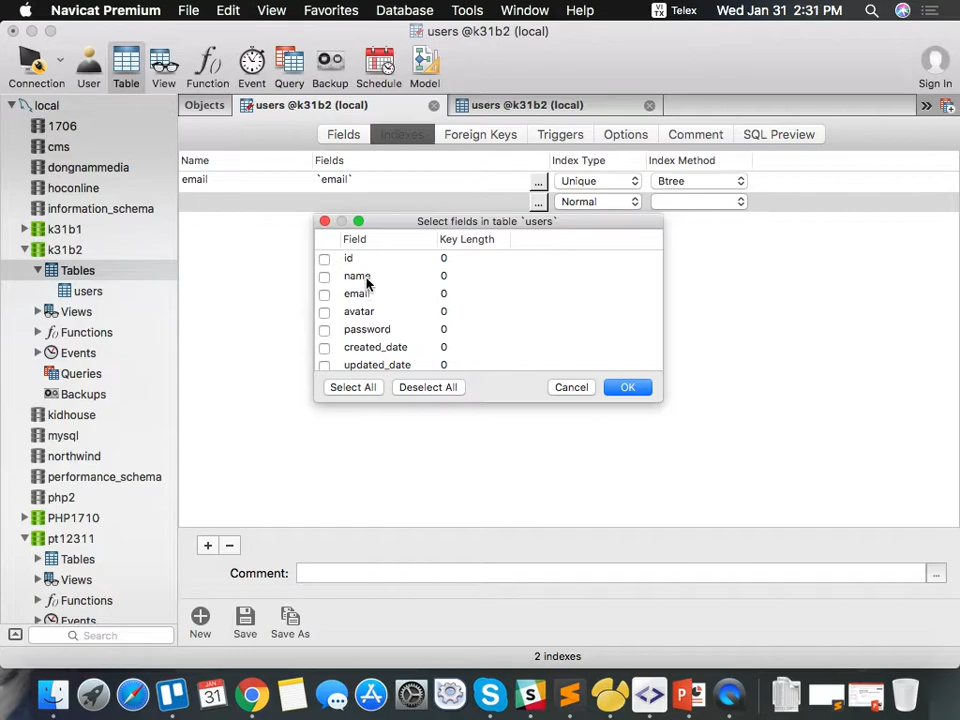 Navicat Premium File Edit View Favorites Database Tools Window Help VI Telex Wed Jan 31 2:31 PM
users @k31b2 (local)
Connection User Table View Function Event Query Backup Schedule Model Sign In
local
1706
cms
dongnammedia
hoconline
information_schema
k31b1
k31b2
Tables
users
Views
Functions
Events
Queries
Backups
kidhouse
mysql
northwind
performance_schema
php2
PHP1710
pt12311
Tables
Views
Functions
Events
Search
Objects users @k31b2 (local) users @k31b2 (local)
Fields Indexes Foreign Keys Triggers Options Comment SQL Preview
Name Fields Index Type Index Method
email `email` ... Unique Btree
... Normal
Select fields in table `users`
Field Key Length
id 0
name 0
email 0
avatar 0
password 0
created_date 0
updated_date 0
Select All Deselect All Cancel OK
+ −
Comment: ...
New Save Save As
2 indexes
JAN
31